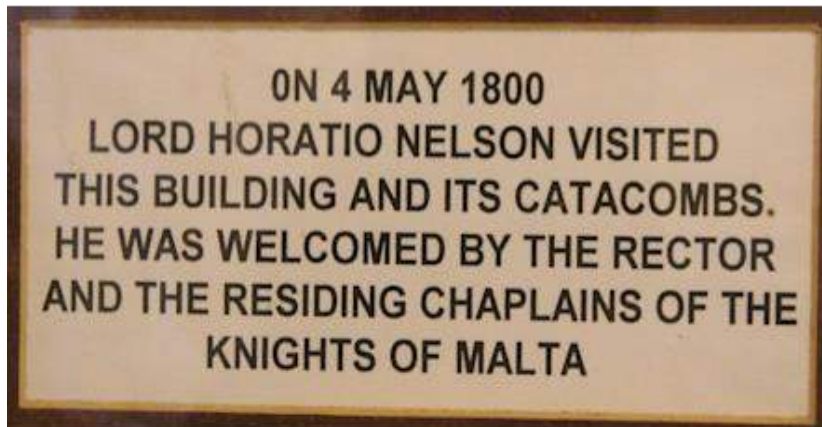 0N 4 MAY 1800
LORD HORATIO NELSON VISITED
THIS BUILDING AND ITS CATACOMBS.
HE WAS WELCOMED BY THE RECTOR
AND THE RESIDING CHAPLAINS OF THE
KNIGHTS OF MALTA